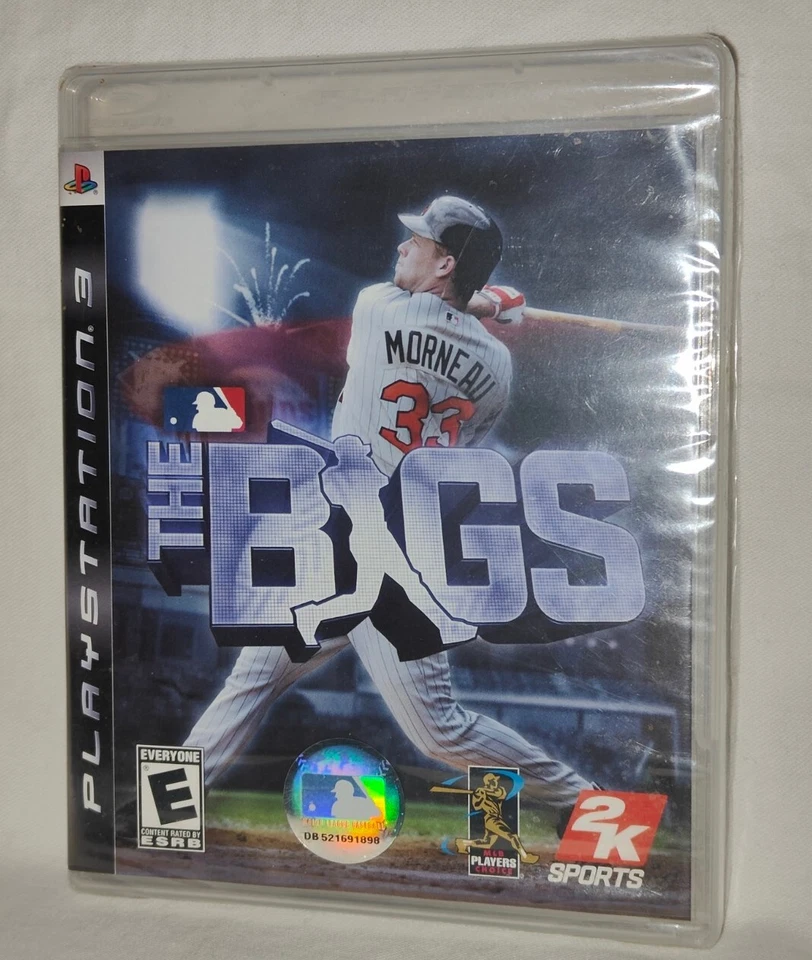 PLAYSTATION®3
MORNEAU
33
THE
BIGS
EVERYONE
E
CONTENT RATED BY
ESRB
DB 521691898
MLB
PLAYERS
CHOICE
2K
SPORTS